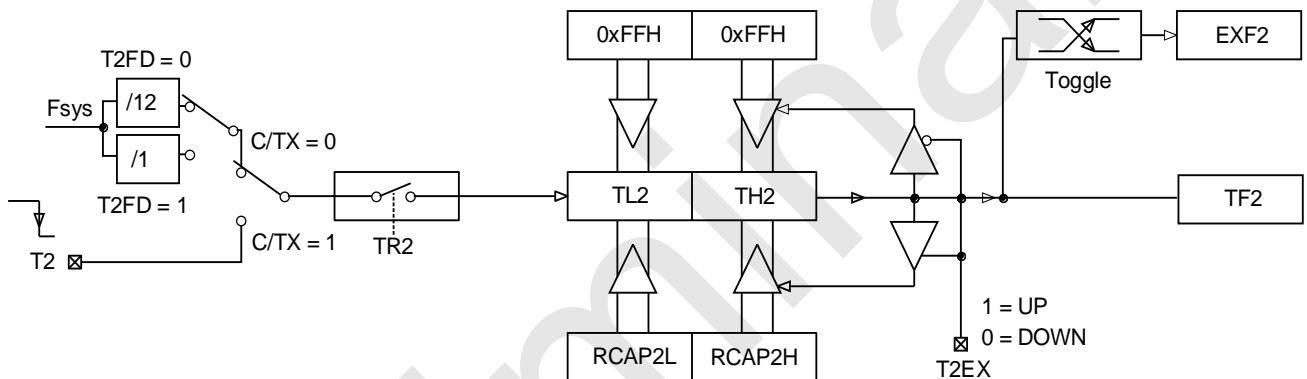 0xFFH 0xFFH
EXF2
T2FD = 0
Toggle
Fsys
/12
C/TX = 0
/1
T2FD = 1
TL2 TH2
TF2
C/TX = 1
TR2
T2
1 = UP
0 = DOWN
RCAP2L RCAP2H
T2EX